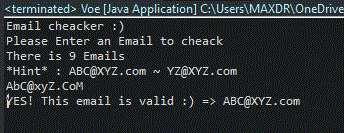 <terminated> Voe [Java Application] C:\Users\MAXDR\OneDrive
Email cheacker :)
Please Enter an Email to cheack
There is 9 Emails
*Hint* : ABC@XYZ.com ~ YZ@XYZ.com
AbC@xyZ.CoM
YES! This email is valid :) => ABC@XYZ.com